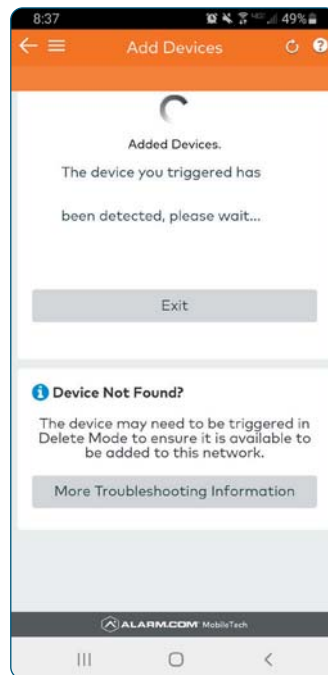 8:37 49%
Add Devices
Added Devices.
The device you triggered has
been detected, please wait...
Exit
Device Not Found?
The device may need to be triggered in
Delete Mode to ensure it is available to
be added to this network.
More Troubleshooting Information
ALARM.COM MobileTech